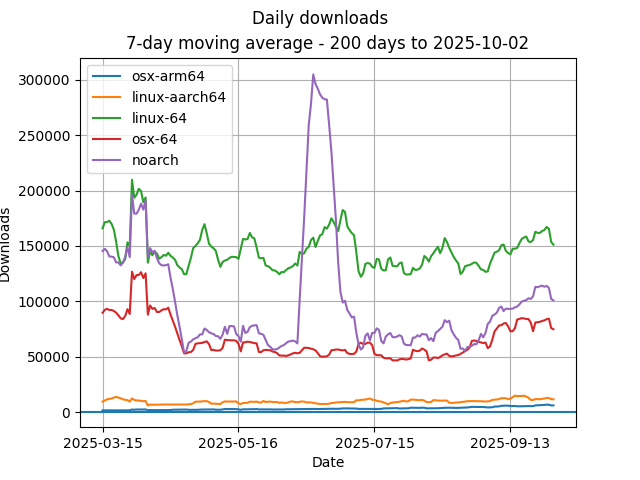 Daily downloads
7-day moving average - 200 days to 2025-10-02
osx-arm64
linux-aarch64
linux-64
osx-64
noarch
300000
250000
200000
150000
100000
50000
0
Downloads
2025-03-15
2025-05-16
2025-07-15
2025-09-13
Date